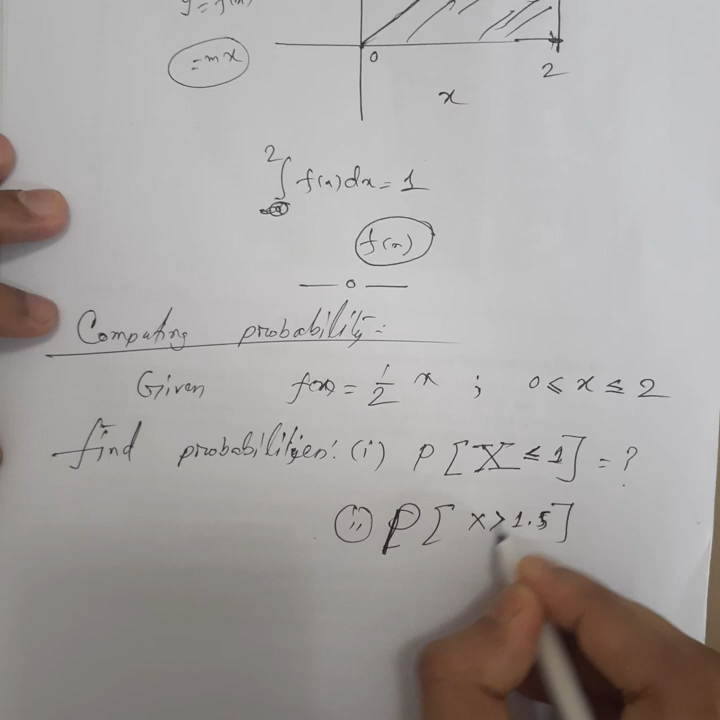 y = f(x)
= mx
0
2
x
2
∫ f(x) dx = 1
f(x)
— o —
Computing probability:
Given f(x) = 1/2 x ; 0 ≤ x ≤ 2
find probabilities: (i) P [X ≤ 1] = ?
(ii) P [ x > 1.5 ]